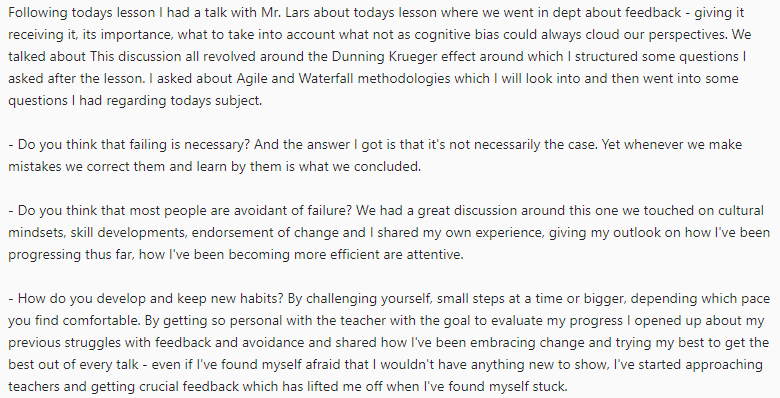 Following todays lesson I had a talk with Mr. Lars about todays lesson where we went in dept about feedback - giving it
receiving it, its importance, what to take into account what not as cognitive bias could always cloud our perspectives. We
talked about This discussion all revolved around the Dunning Krueger effect around which I structured some questions I
asked after the lesson. I asked about Agile and Waterfall methodologies which I will look into and then went into some
questions I had regarding todays subject.

- Do you think that failing is necessary? And the answer I got is that it's not necessarily the case. Yet whenever we make
mistakes we correct them and learn by them is what we concluded.

- Do you think that most people are avoidant of failure? We had a great discussion around this one we touched on cultural
mindsets, skill developments, endorsement of change and I shared my own experience, giving my outlook on how I've been
progressing thus far, how I've been becoming more efficient are attentive.

- How do you develop and keep new habits? By challenging yourself, small steps at a time or bigger, depending which pace
you find comfortable. By getting so personal with the teacher with the goal to evaluate my progress I opened up about my
previous struggles with feedback and avoidance and shared how I've been embracing change and trying my best to get the
best out of every talk - even if I've found myself afraid that I wouldn't have anything new to show, I've started approaching
teachers and getting crucial feedback which has lifted me off when I've found myself stuck.